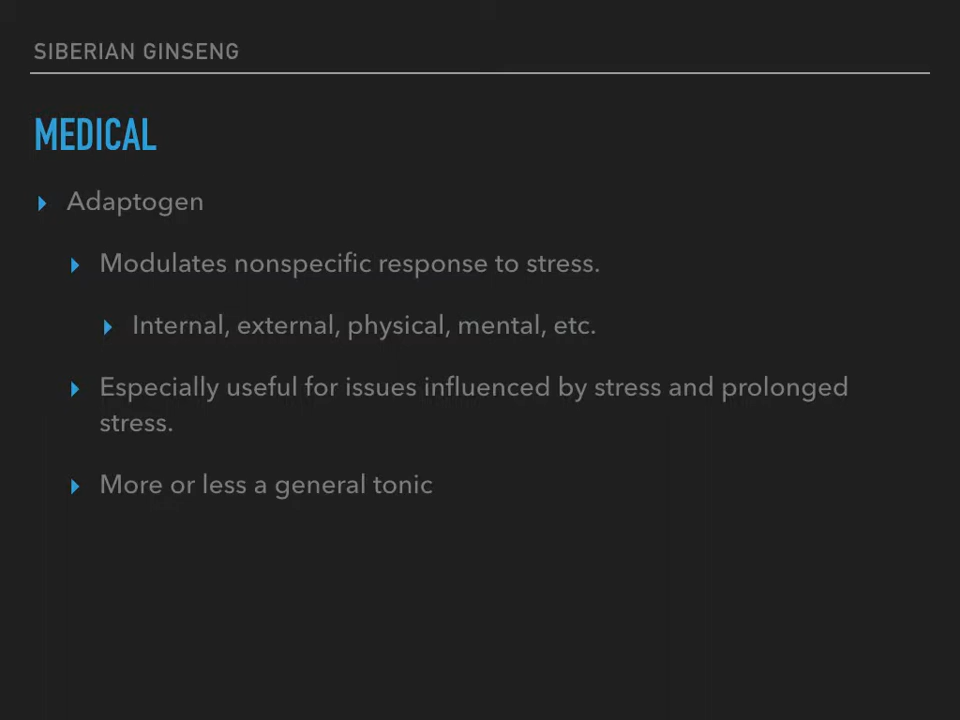 SIBERIAN GINSENG
MEDICAL
Adaptogen
Modulates nonspecific response to stress.
Internal, external, physical, mental, etc.
Especially useful for issues influenced by stress and prolonged
stress.
More or less a general tonic